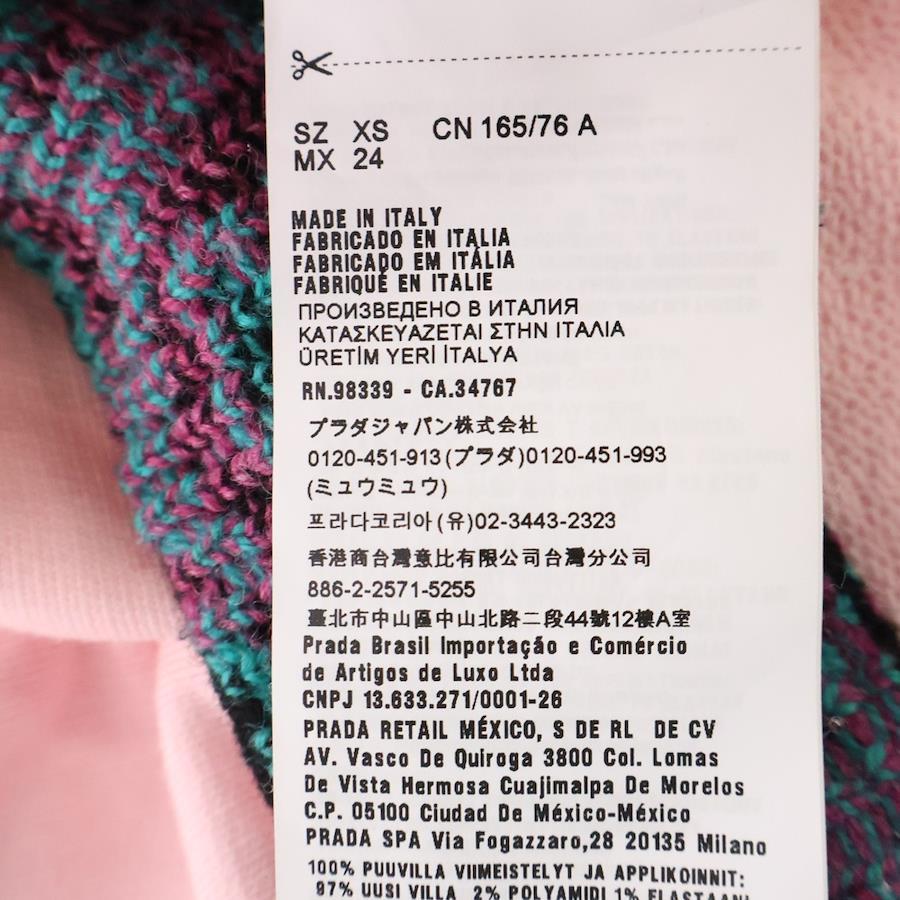 SZ XS CN 165/76 A
MX 24
MADE IN ITALY
FABRICADO EN ITALIA
FABRICADO EM ITÁLIA
FABRIQUÉ EN ITALIE
ПРОИЗВЕДЕНО В ИТАЛИЯ
ΚΑΤΑΣΚΕΥΑΖΕΤΑΙ ΣΤΗΝ ΙΤΑΛΙΑ
ÜRETİM YERİ İTALYA
RN.98339 - CA.34767
プラダジャパン株式会社
0120-451-913(プラダ)0120-451-993
(ミュウミュウ)
프라다코리아(유)02-3443-2323
香港商台灣意比有限公司台灣分公司
886-2-2571-5255
臺北市中山區中山北路二段44號12樓A室
Prada Brasil Importação e Comércio
de Artigos de Luxo Ltda
CNPJ 13.633.271/0001-26
PRADA RETAIL MÉXICO, S DE RL DE CV
AV. Vasco De Quiroga 3800 Col. Lomas
De Vista Hermosa Cuajimalpa De Morelos
C.P. 05100 Ciudad De México-México
PRADA SPA Via Fogazzaro,28 20135 Milano
100% PUUVILLA VIIMEISTELYT JA APPLIKOINNIT:
97% UUSI VILLA 2% POLYAMIDI 1% ELASTAANI